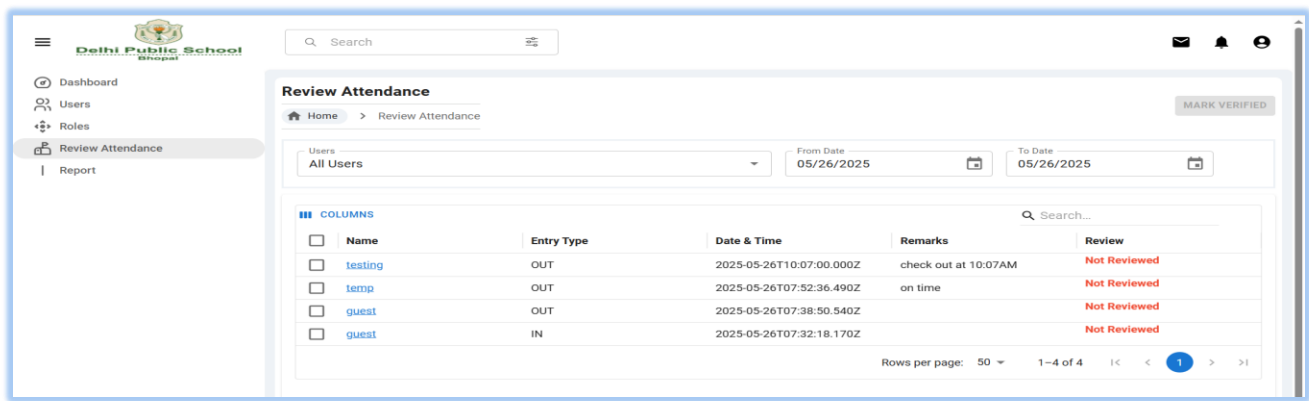 Delhi Public School
Bhopal
Search
Dashboard
Users
Roles
Review Attendance
Report
Review Attendance
MARK VERIFIED
Home > Review Attendance
Users
All Users
From Date
05/26/2025
To Date
05/26/2025
COLUMNS
Search...
Name Entry Type Date & Time Remarks Review
testing OUT 2025-05-26T10:07:00.000Z check out at 10:07AM Not Reviewed
temp OUT 2025-05-26T07:52:36.490Z on time Not Reviewed
guest OUT 2025-05-26T07:38:50.540Z Not Reviewed
guest IN 2025-05-26T07:32:18.170Z Not Reviewed
Rows per page: 50 1–4 of 4 1